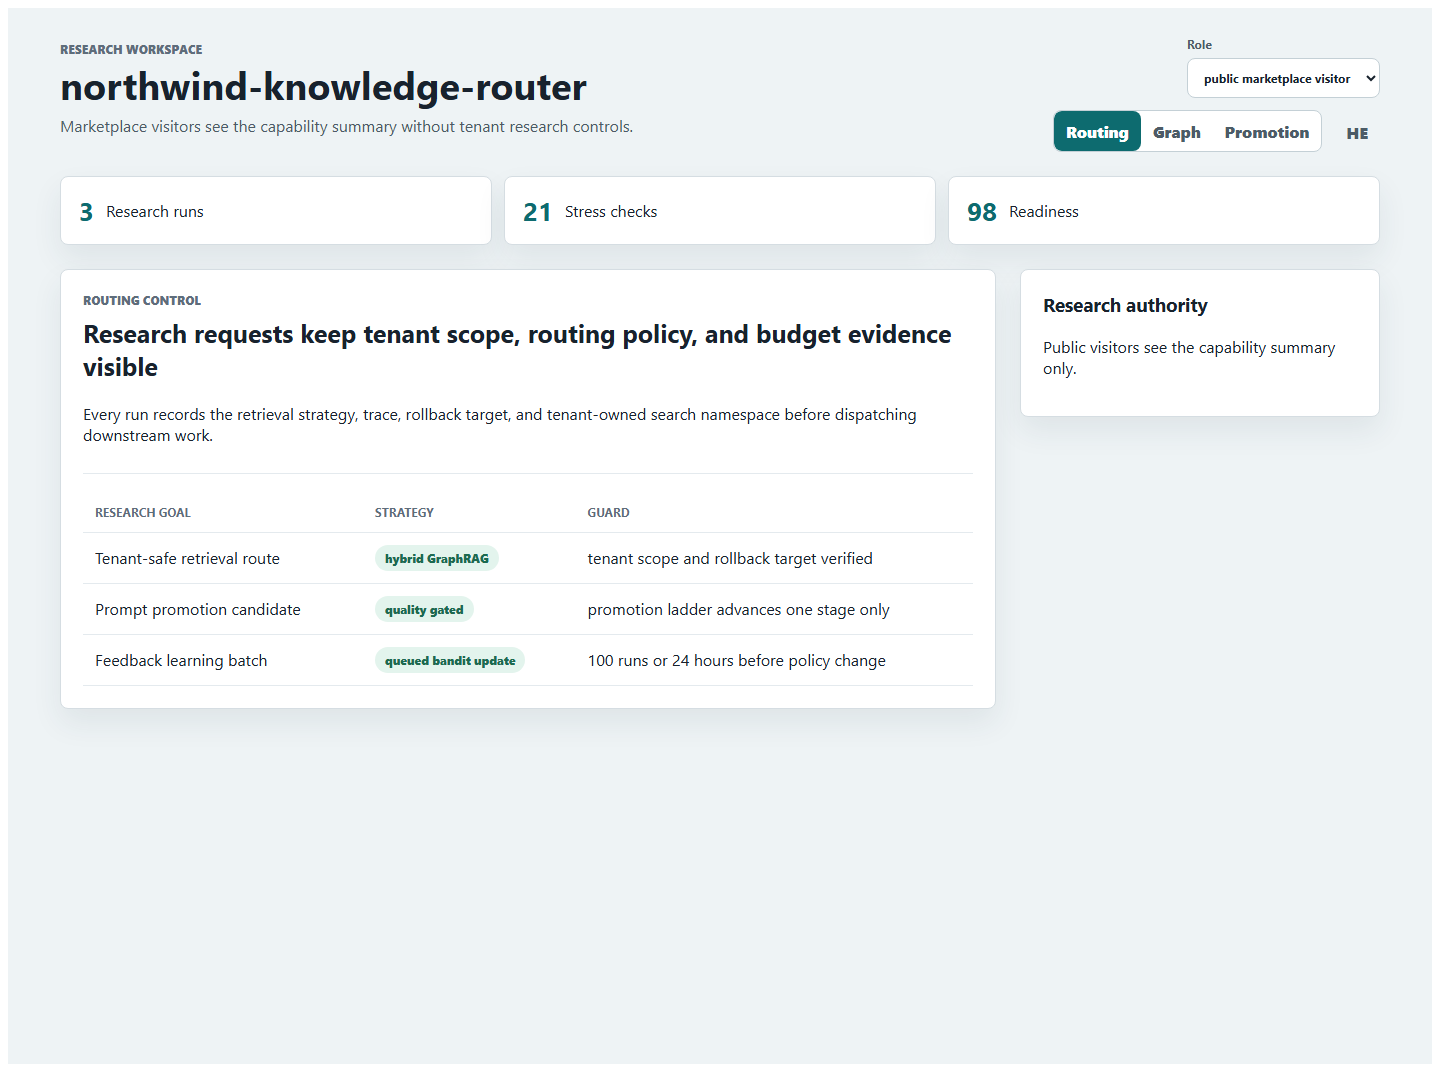 RESEARCH WORKSPACE
northwind-knowledge-router
Marketplace visitors see the capability summary without tenant research controls.
Role
public marketplace visitor
Routing Graph Promotion HE
3 Research runs
21 Stress checks
98 Readiness
ROUTING CONTROL
Research requests keep tenant scope, routing policy, and budget evidence
visible
Every run records the retrieval strategy, trace, rollback target, and tenant-owned search namespace before dispatching
downstream work.
RESEARCH GOAL STRATEGY GUARD
Tenant-safe retrieval route hybrid GraphRAG tenant scope and rollback target verified
Prompt promotion candidate quality gated promotion ladder advances one stage only
Feedback learning batch queued bandit update 100 runs or 24 hours before policy change
Research authority
Public visitors see the capability summary
only.